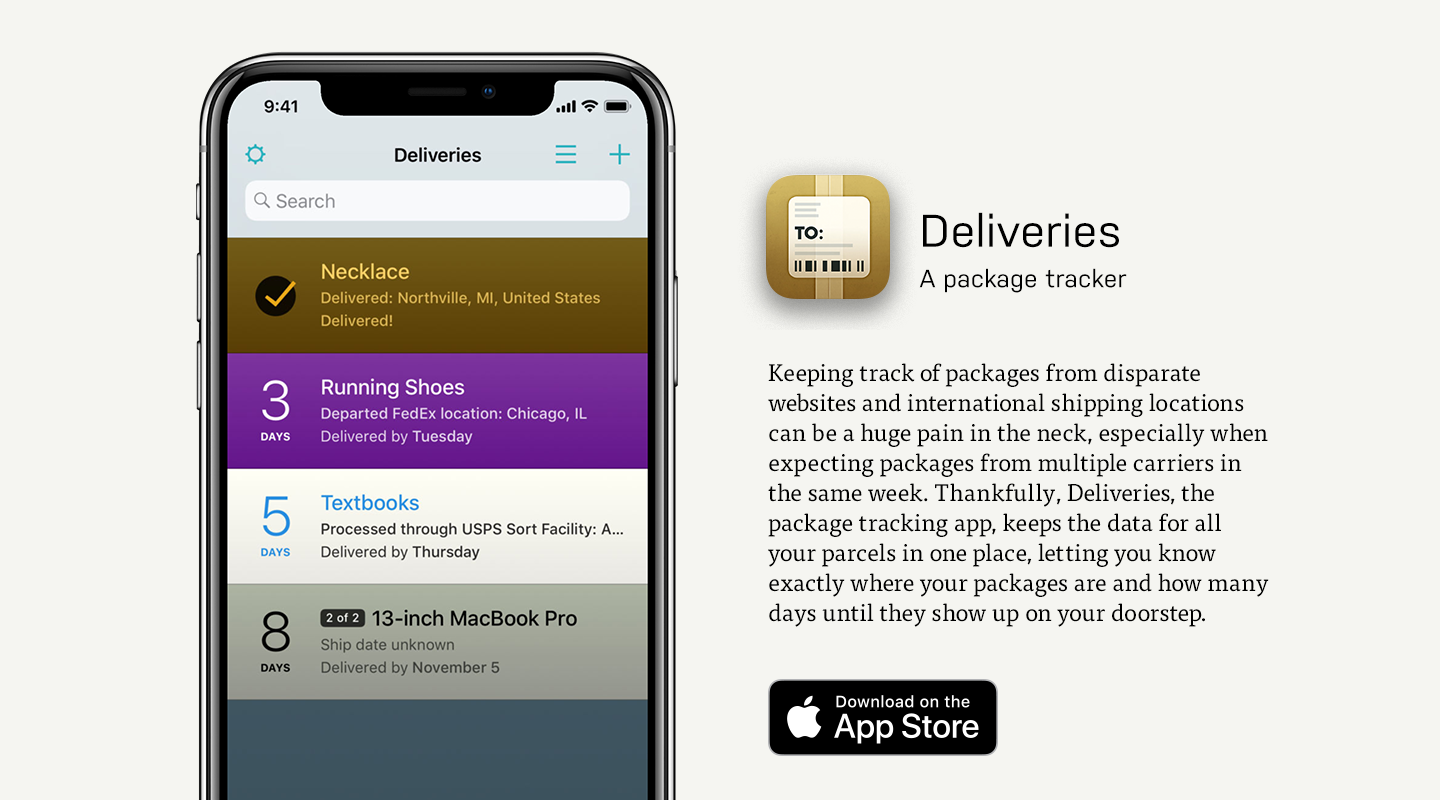 9:41
Deliveries
Search
Necklace
Delivered: Northville, MI, United States
Delivered!
3
DAYS
Running Shoes
Departed FedEx location: Chicago, IL
Delivered by Tuesday
5
DAYS
Textbooks
Processed through USPS Sort Facility: A...
Delivered by Thursday
8
DAYS
2 of 2 13-inch MacBook Pro
Ship date unknown
Delivered by November 5
TO:
Deliveries
A package tracker
Keeping track of packages from disparate
websites and international shipping locations
can be a huge pain in the neck, especially when
expecting packages from multiple carriers in
the same week. Thankfully, Deliveries, the
package tracking app, keeps the data for all
your parcels in one place, letting you know
exactly where your packages are and how many
days until they show up on your doorstep.
Download on the
App Store